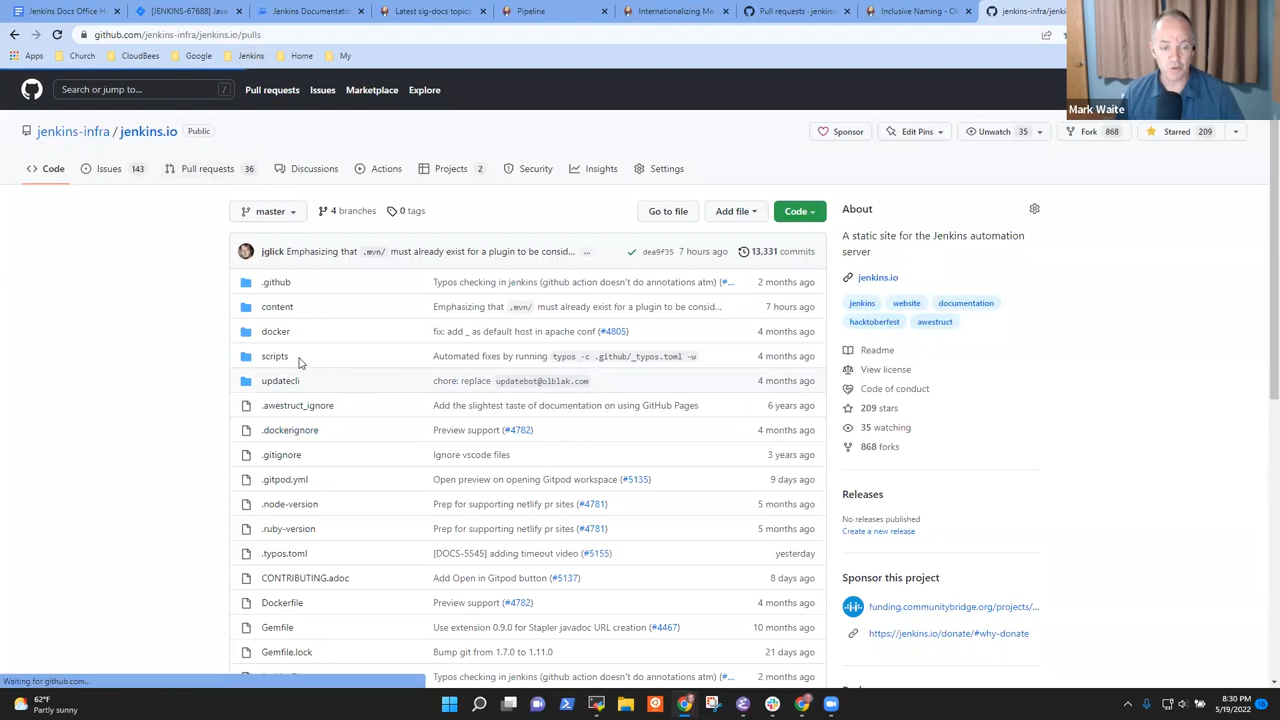 Jenkins Docs Office H
[JENKINS-67688] Java
Jenkins Documentation
Latest sig-docs topics
Pipeline
Internationalizing Me
Pull requests · jenkins
Inclusive Naming -
jenkins-infra/jenkins.io
github.com/jenkins-infra/jenkins.io/pulls
Apps Church CloudBees Google Jenkins Home My
Mark Waite
Search or jump to... /
Pull requests Issues Marketplace Explore
jenkins-infra / jenkins.io Public
Sponsor Edit Pins Unwatch 35 Fork 868 Starred 209
Code Issues 143 Pull requests 36 Discussions Actions Projects 2 Security Insights Settings
master 4 branches 0 tags Go to file Add file Code
jglick Emphasizing that .mvn/ must already exist for a plugin to be consid... ... dea9f35 7 hours ago 13,331 commits
.github Typos checking in jenkins (github action doesn't do annotations atm) (#... 2 months ago
content Emphasizing that .mvn/ must already exist for a plugin to be consid... 7 hours ago
docker fix: add _ as default host in apache conf (#4805) 4 months ago
scripts Automated fixes by running typos -c .github/_typos.toml -w 4 months ago
updatecli chore: replace updatebot@olblak.com 4 months ago
.awestruct_ignore Add the slightest taste of documentation on using GitHub Pages 6 years ago
.dockerignore Preview support (#4782) 4 months ago
.gitignore Ignore vscode files 3 years ago
.gitpod.yml Open preview on opening Gitpod workspace (#5135) 9 days ago
.node-version Prep for supporting netlify pr sites (#4781) 5 months ago
.ruby-version Prep for supporting netlify pr sites (#4781) 5 months ago
.typos.toml [DOCS-5545] adding timeout video (#5155) yesterday
CONTRIBUTING.adoc Add Open in Gitpod button (#5137) 8 days ago
Dockerfile Preview support (#4782) 4 months ago
Gemfile Use extension 0.9.0 for Stapler javadoc URL creation (#4467) 10 months ago
Gemfile.lock Bump git from 1.7.0 to 1.11.0 21 days ago
Typos checking in jenkins (github action doesn't do annotations atm) (#... 2 months ago
About
A static site for the Jenkins automation
server
jenkins.io
jenkins website documentation
hacktoberfest awestruct
Readme
View license
Code of conduct
209 stars
35 watching
868 forks
Releases
No releases published
Create a new release
Sponsor this project
funding.communitybridge.org/projects/...
https://jenkins.io/donate/#why-donate
Waiting for github.com...
62°F
Partly sunny
8:30 PM
5/19/2022
18